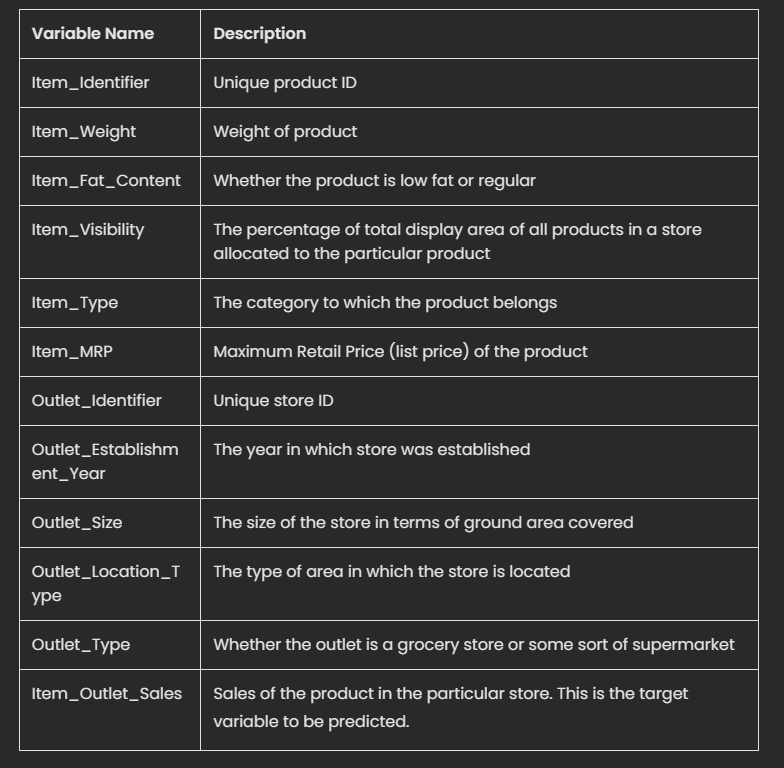 Variable Name Description
Item_Identifier Unique product ID
Item_Weight Weight of product
Item_Fat_Content Whether the product is low fat or regular
Item_Visibility The percentage of total display area of all products in a store
allocated to the particular product
Item_Type The category to which the product belongs
Item_MRP Maximum Retail Price (list price) of the product
Outlet_Identifier Unique store ID
Outlet_Establishm The year in which store was established
ent_Year
Outlet_Size The size of the store in terms of ground area covered
Outlet_Location_T The type of area in which the store is located
ype
Outlet_Type Whether the outlet is a grocery store or some sort of supermarket
Item_Outlet_Sales Sales of the product in the particular store. This is the target
variable to be predicted.